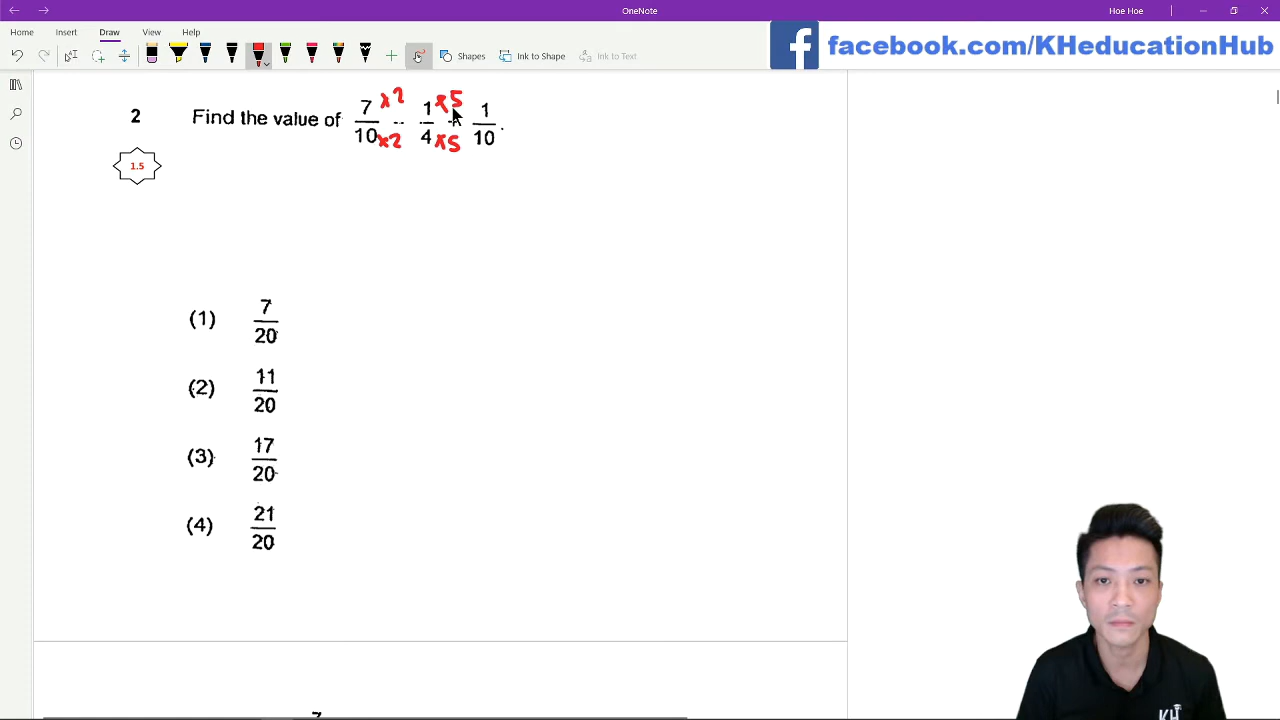 OneNote
Hoe Hoe
Home Insert Draw View Help
Shapes Ink to Shape Ink to Text
facebook.com/KHeducationHub
2 Find the value of 7/10 - 1/4 + 1/10.
×2 ×5
×2 ×5
1.5
(1) 7/20
(2) 11/20
(3) 17/20
(4) 21/20
KH